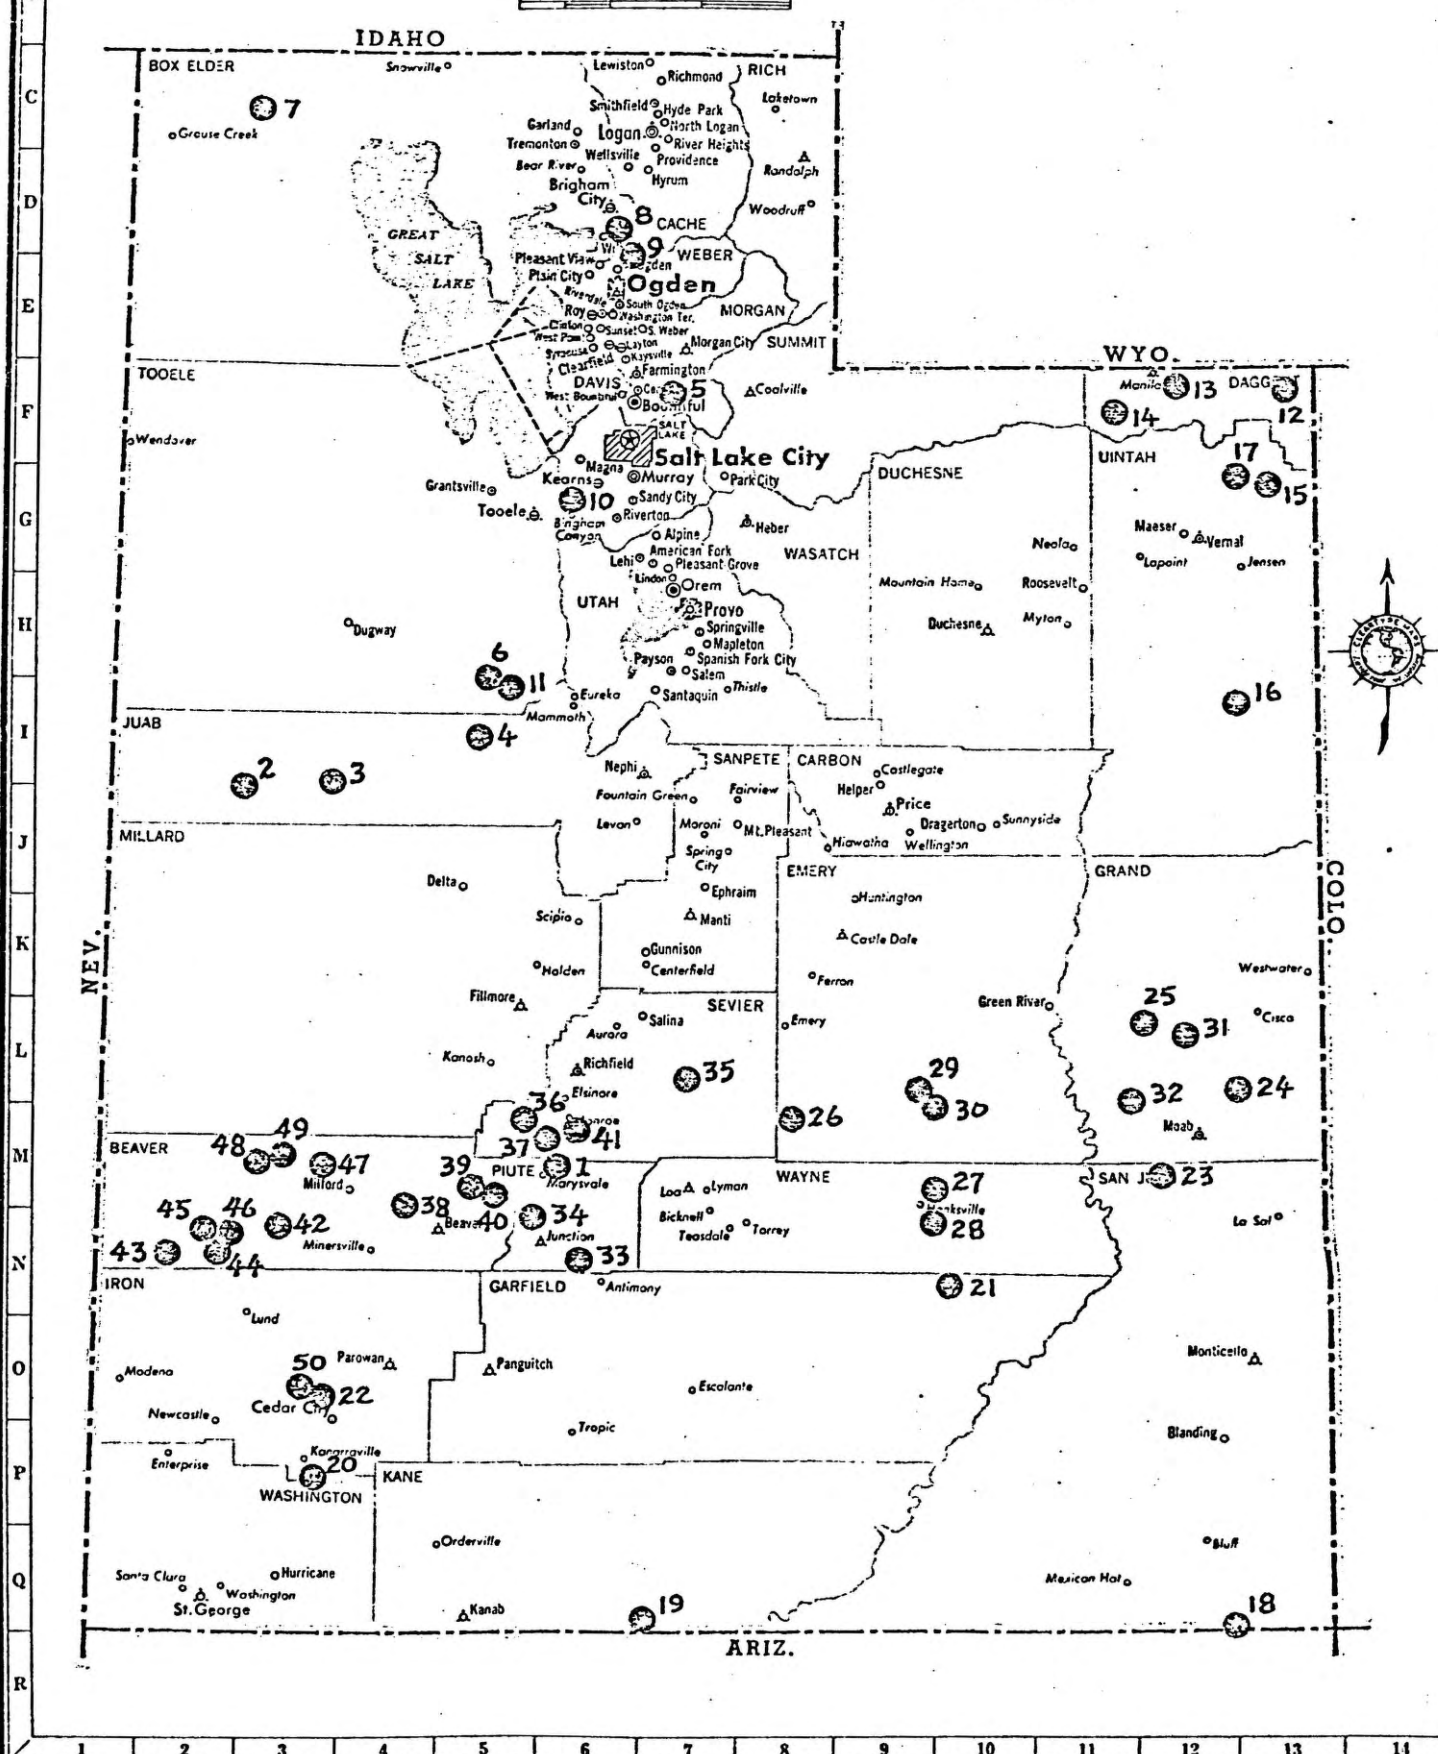 IDAHO
BOX ELDER
Snowville
Lewiston
Richmond
RICH
C
7
Grouse Creek
Smithfield
Hyde Park
Laketown
Garland
Logan
North Logan
Tremonton
River Heights
Wellsville
Providence
Bear River
Hyrum
Randolph
Brigham
City
D
Woodruff
8
CACHE
GREAT
SALT
LAKE
9
WEBER
Pleasant View
Plain City
Ogden
E
Riverdale
South Ogden
MORGAN
Roy
Washington Ter.
Clinton
Sunset
S. Weber
West Point
Layton
Morgan City
SUMMIT
Syracuse
Clearfield
Kaysville
WYO.
TOOELE
Farmington
DAVIS
5
Coalville
Manila
13
DAGGETT
West Bountiful
Bountiful
F
14
12
Wendover
SALT
LAKE
Salt Lake City
UINTAH
17
Magna
DUCHESNE
Kearns
Murray
Park City
15
Grantsville
10
Sandy City
G
Tooele
Bingham
Canyon
Riverton
Heber
Maeser
Vernal
Alpine
WASATCH
Neola
American Fork
Lehi
Pleasant Grove
Lapoint
Jensen
Lindon
Orem
Mountain Home
Roosevelt
UTAH
Provo
H
Dugway
Springville
Duchesne
Myton
Mapleton
6
Payson
Spanish Fork City
Salem
11
Eureka
Santaquin
Thistle
16
JUAB
Mammoth
I
4
2
3
Nephi
SANPETE
CARBON
Castlegate
Fountain Green
Fairview
Helper
Price
MILLARD
Levan
Moroni
Mt. Pleasant
Dragerton
Sunnyside
J
Spring
City
Hiawatha
Wellington
EMERY
GRAND
COLO.
Delta
Ephraim
Huntington
Scipio
Manti
NEV.
K
Castle Dale
Gunnison
Holden
Centerfield
Ferron
Westwater
Fillmore
SEVIER
Green River
25
Salina
Emery
Cisco
Aurora
31
L
Kanosh
Richfield
35
29
Elsinore
32
24
36
30
26
Moab
BEAVER
49
48
37
41
M
47
39
PIUTE
1
WAYNE
SAN J
23
Milford
Marysvale
Loa
Lyman
27
45
46
42
38
40
34
Bicknell
Torrey
28
La Sal
Beaver
Junction
Teasdale
43
44
Minersville
33
N
IRON
GARFIELD
Antimony
21
Lund
50
Parowan
Panguitch
Monticello
O
Modena
22
Escalante
Newcastle
Cedar City
Tropic
Blanding
Kanarraville
Enterprise
20
P
KANE
WASHINGTON
Orderville
Bluff
Santa Clara
Hurricane
Q
Washington
Mexican Hat
St. George
Kanab
19
18
ARIZ.
R
1 2 3 4 5 6 7 8 9 10 11 12 13 14